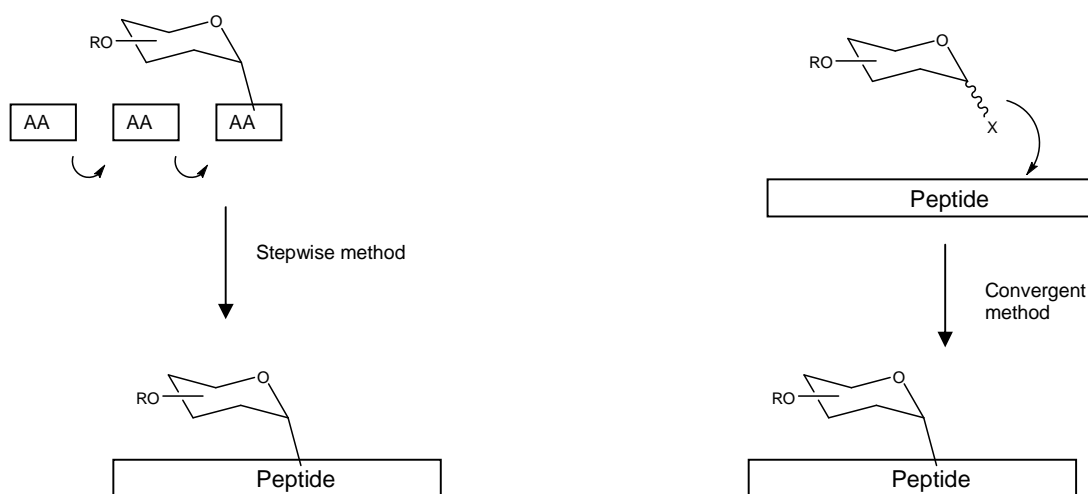 O
RO
AA
AA
AA
Stepwise method
O
RO
Peptide
O
RO
X
Peptide
Convergent
method
O
RO
Peptide